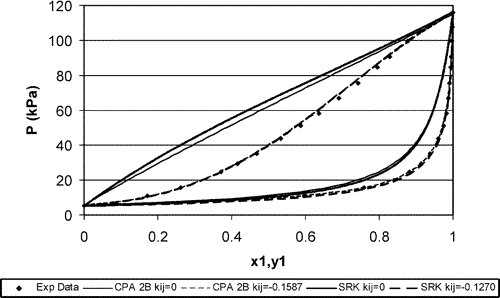 120
100
80
60
40
20
0
P (kPa)
0
0.2
0.4
0.6
0.8
1
x1,y1
Exp Data
CPA 2B kij=0
CPA 2B kij=-0.1587
SRK kij=0
SRK kij=-0.1270